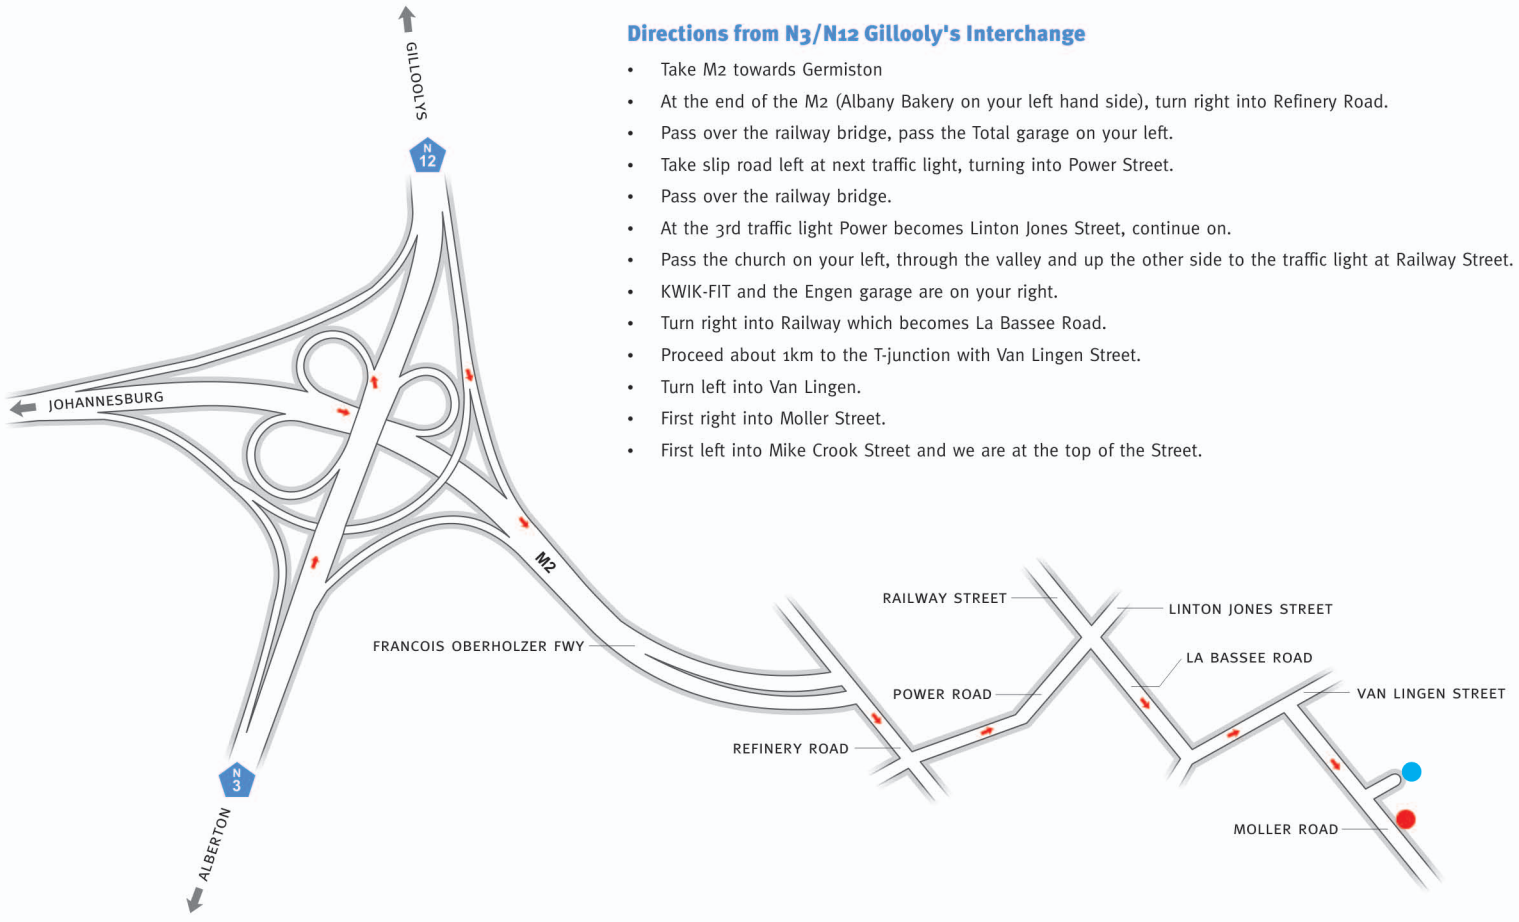 Directions from N3/N12 Gillooly's Interchange
• Take M2 towards Germiston
• At the end of the M2 (Albany Bakery on your left hand side), turn right into Refinery Road.
• Pass over the railway bridge, pass the Total garage on your left.
• Take slip road left at next traffic light, turning into Power Street.
• Pass over the railway bridge.
• At the 3rd traffic light Power becomes Linton Jones Street, continue on.
• Pass the church on your left, through the valley and up the other side to the traffic light at Railway Street.
• KWIK-FIT and the Engen garage are on your right.
• Turn right into Railway which becomes La Bassee Road.
• Proceed about 1km to the T-junction with Van Lingen Street.
• Turn left into Van Lingen.
• First right into Moller Street.
• First left into Mike Crook Street and we are at the top of the Street.
GILLOOLYS
N
12
JOHANNESBURG
M2
FRANCOIS OBERHOLZER FWY
RAILWAY STREET
LINTON JONES STREET
LA BASSEE ROAD
POWER ROAD
VAN LINGEN STREET
REFINERY ROAD
MOLLER ROAD
N
3
ALBERTON